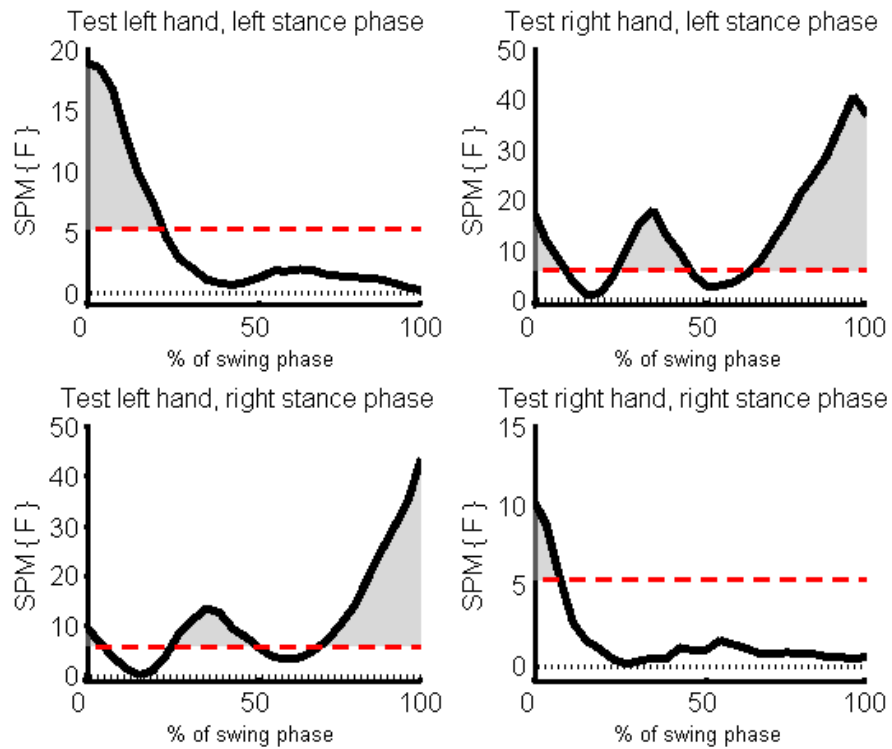 Test left hand, left stance phase
SPM{F}
20
15
10
5
0
0 50 100
% of swing phase
Test right hand, left stance phase
SPM{F}
50
40
30
20
10
0
0 50 100
% of swing phase
Test left hand, right stance phase
SPM{F}
50
40
30
20
10
0
0 50 100
% of swing phase
Test right hand, right stance phase
SPM{F}
15
10
5
0
0 50 100
% of swing phase